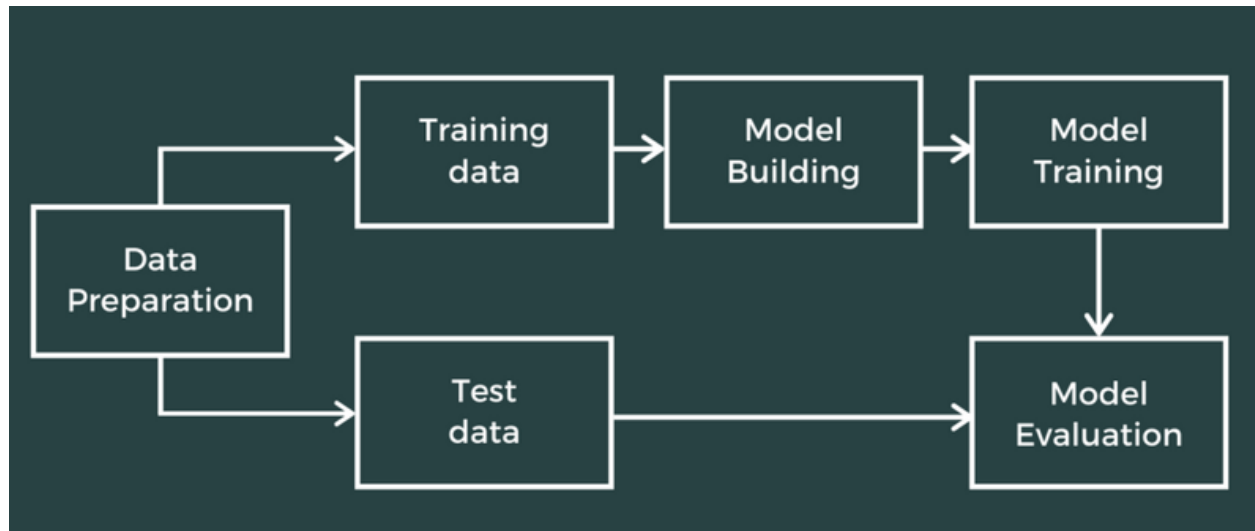 Training
data
Model
Building
Model
Training
Data
Preparation
Test
data
Model
Evaluation